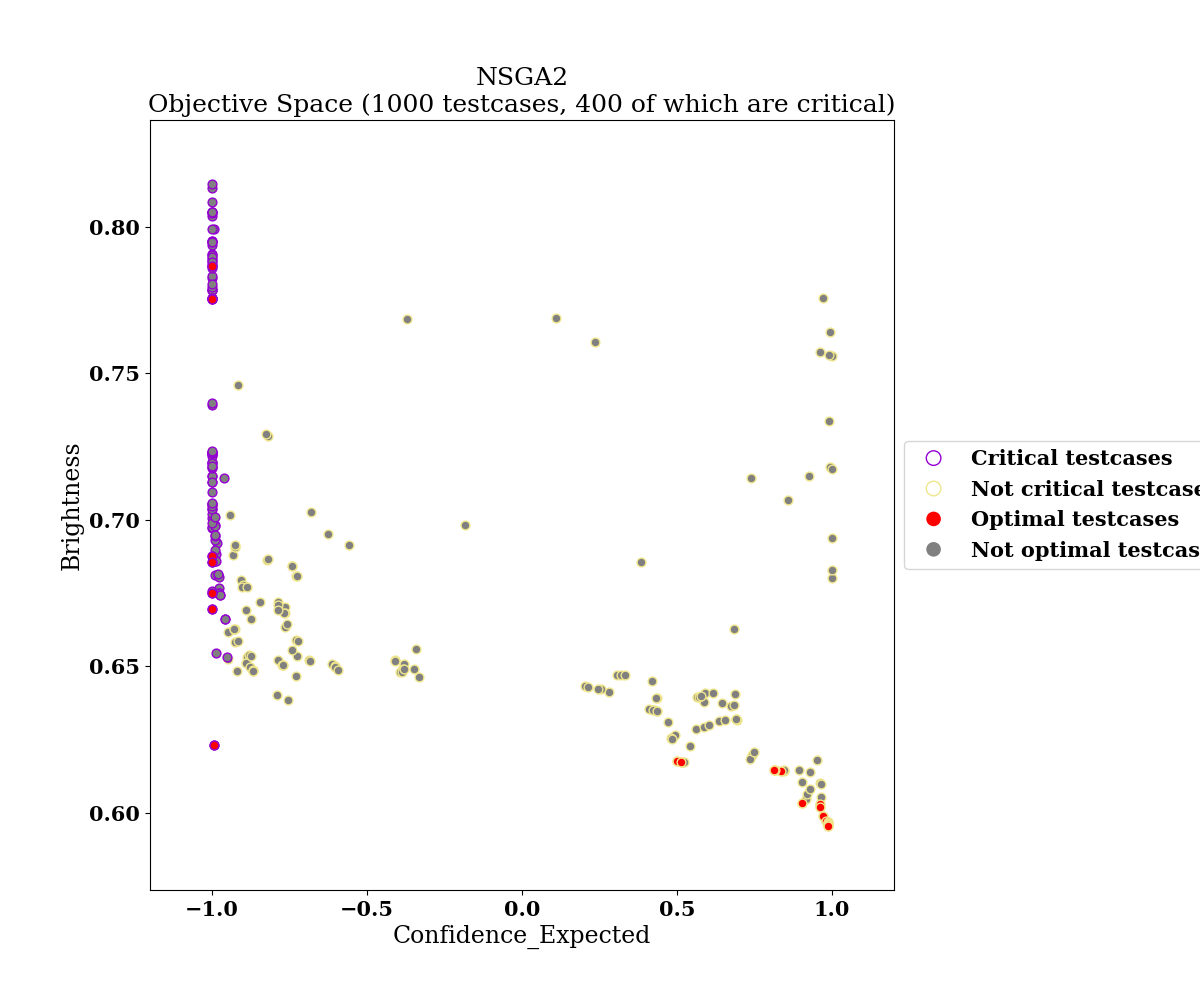 NSGA2
Objective Space (1000 testcases, 400 of which are critical)
0.80
0.75
0.70
0.65
0.60
Brightness
−1.0
−0.5
0.0
0.5
1.0
Confidence_Expected
Critical testcases
Not critical testcase
Optimal testcases
Not optimal testcas